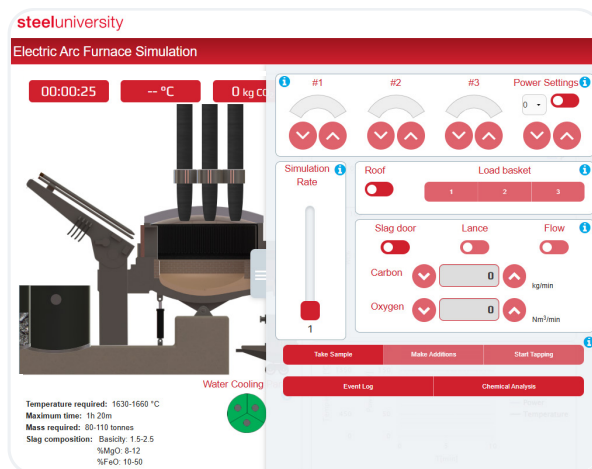 steeluniversity
Electric Arc Furnace Simulation
00:00:25
-- °C
0 kg CO
#1
#2
#3
Power Settings
0
Simulation
Rate
1
Roof
Load basket
1
2
3
Slag door
Lance
Flow
Carbon
0
kg/min
Oxygen
0
Nm³/min
Take Sample
Make Additions
Start Tapping
Event Log
Chemical Analysis
Water Cooling
Temperature required: 1630-1660 °C
Maximum time: 1h 20m
Mass required: 80-110 tonnes
Slag composition: Basicity: 1.5-2.5
%MgO: 8-12
%FeO: 10-50
Temperature